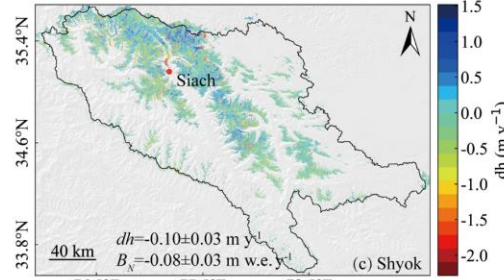 35.4°N
34.6°N
33.8°N
N
Siach
dh=-0.10±0.03 m y⁻¹
B_N=-0.08±0.03 m w.e. y⁻¹
40 km
(c) Shyok
1.5
1.0
0.5
0.0
-0.5
-1.0
-1.5
-2.0
dh (m y⁻¹)